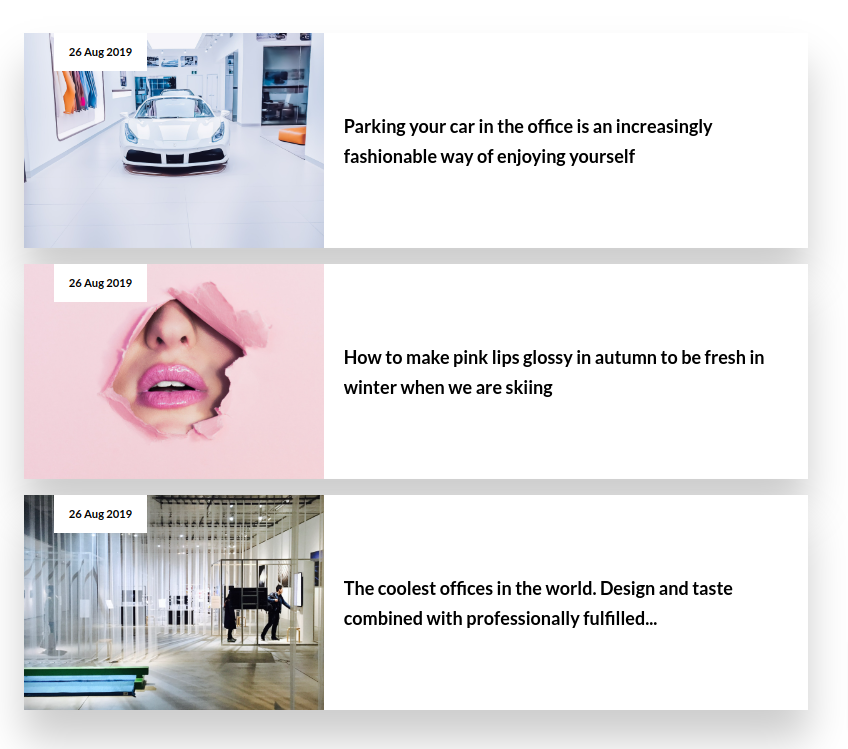 26 Aug 2019
Parking your car in the office is an increasingly
fashionable way of enjoying yourself
26 Aug 2019
How to make pink lips glossy in autumn to be fresh in
winter when we are skiing
26 Aug 2019
The coolest offices in the world. Design and taste
combined with professionally fulfilled...